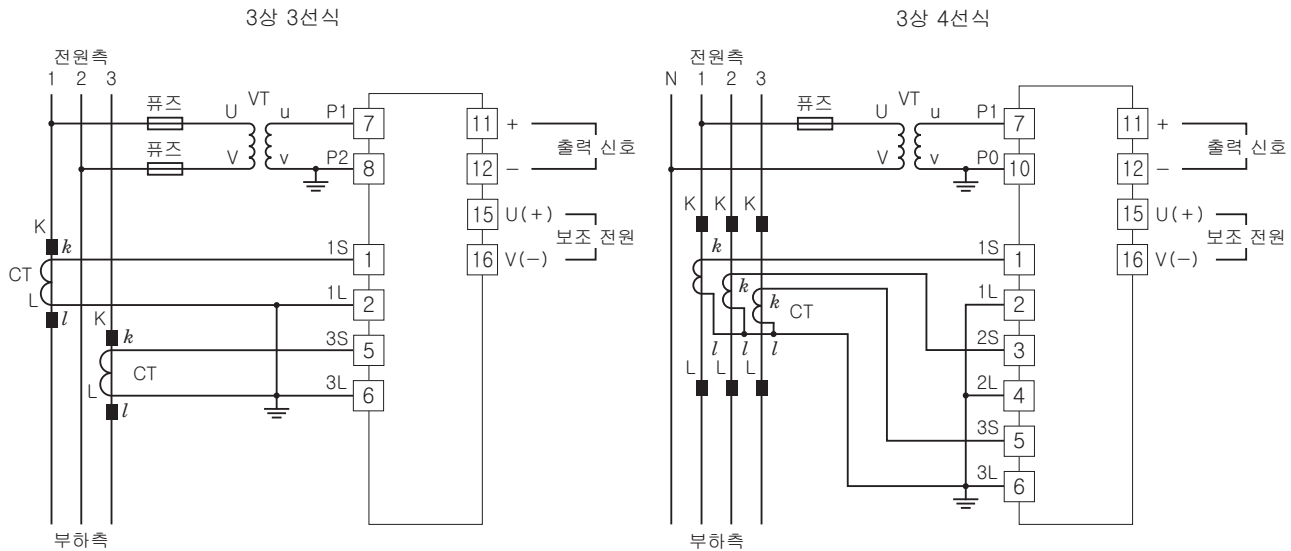 3상 3선식
전원측
1 2 3
퓨즈 U VT u P1 7 11 +
퓨즈 V v P2 8 12 −
출력 신호
15 U(+)
보조 전원
16 V(−)
K k 1S 1
CT
L l 1L 2
K k 3S 5
CT
L l 3L 6
부하측
3상 4선식
전원측
N 1 2 3
퓨즈 U VT u P1 7 11 +
V v P0 10 12 −
출력 신호
15 U(+)
보조 전원
16 V(−)
K K K
k 1S 1
k k CT
1L 2
l l l
2S 3
L L L
2L 4
3S 5
3L 6
부하측